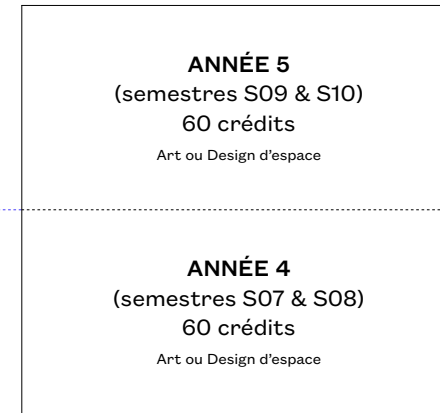 ANNÉE 5
(semestres S09 & S10)
60 crédits
Art ou Design d’espace
ANNÉE 4
(semestres S07 & S08)
60 crédits
Art ou Design d’espace